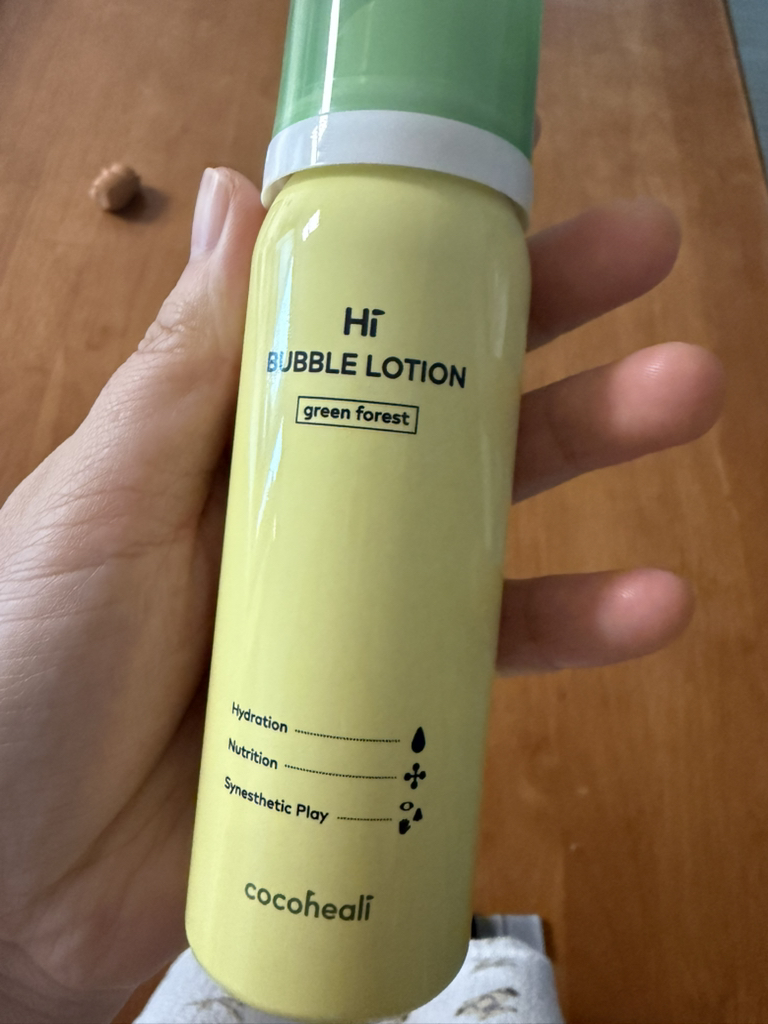 Hi
BUBBLE LOTION
green forest
Hydration
Nutrition
Synesthetic Play
cocoheali